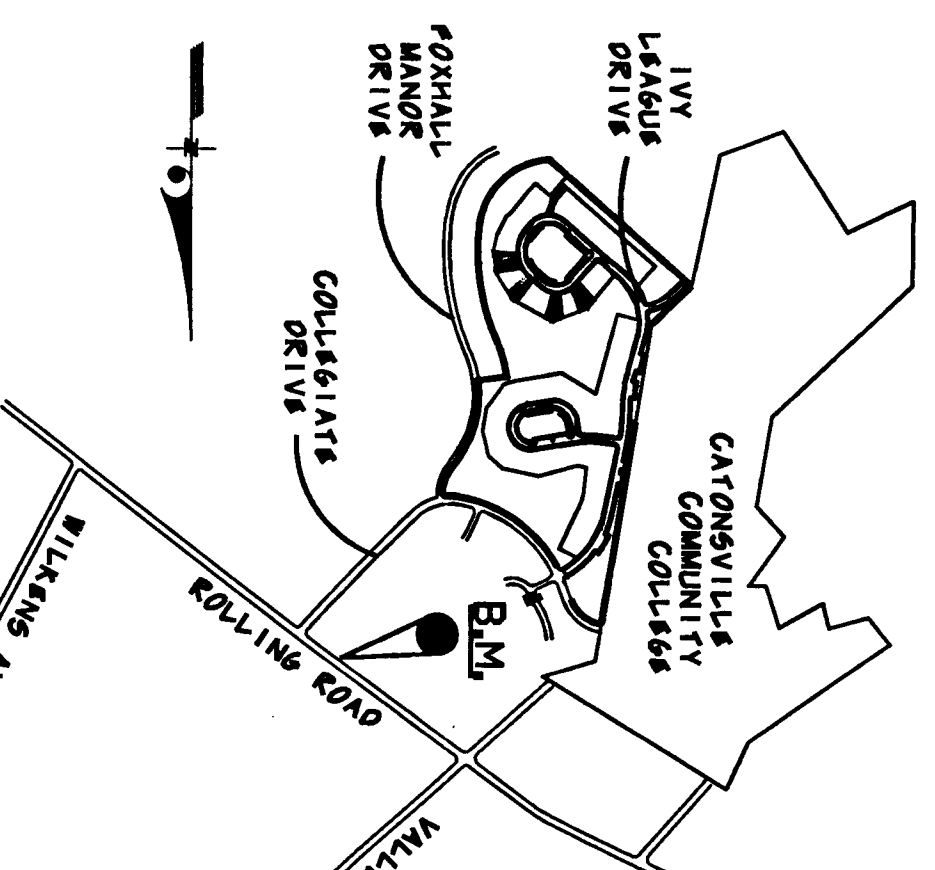 IVY
LEAGUE
DRIVE
FOXHALL
MANOR
DRIVE
COLLEGIATE
DRIVE
CATONSVILLE
COMMUNITY
COLLEGE
B.M.
ROLLING ROAD
WILKENS
N